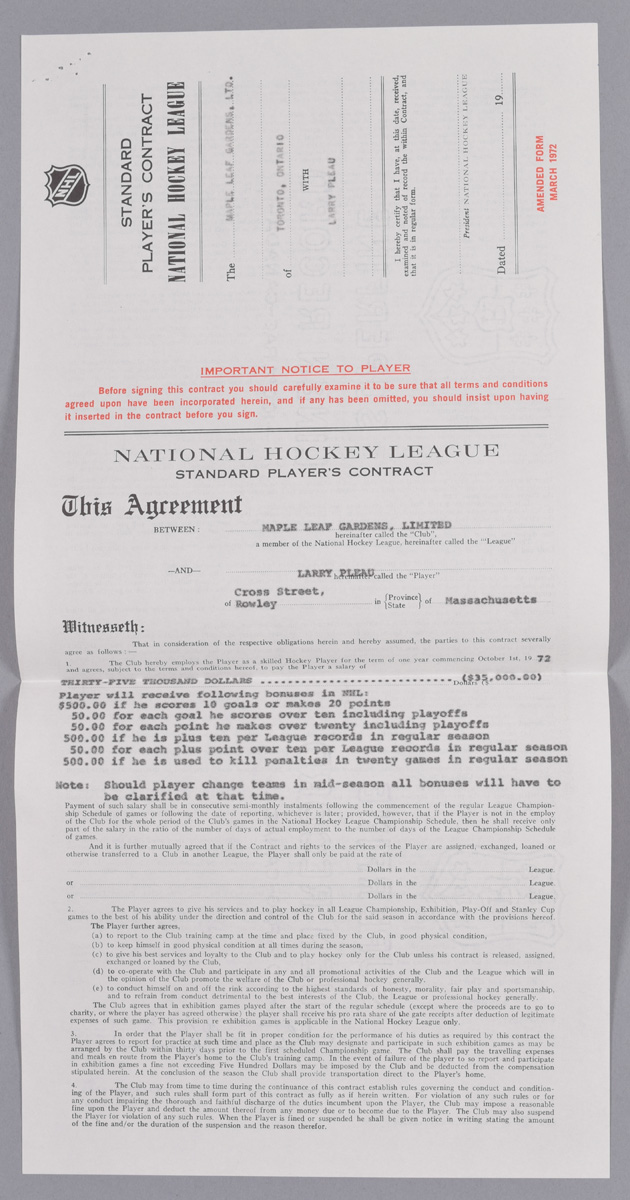 NHL
STANDARD
PLAYER'S CONTRACT
NATIONAL HOCKEY LEAGUE
The MAPLE LEAF GARDENS, LTD.
of TORONTO, ONTARIO
WITH
LARRY PLEAU
I hereby certify that I have, at this date, received,
examined and noted of record the within Contract, and
that it is in regular form.
President NATIONAL HOCKEY LEAGUE
Dated 19
AMENDED FORM
MARCH 1972
IMPORTANT NOTICE TO PLAYER
Before signing this contract you should carefully examine it to be sure that all terms and conditions
agreed upon have been incorporated herein, and if any has been omitted, you should insist upon having
it inserted in the contract before you sign.
NATIONAL HOCKEY LEAGUE
STANDARD PLAYER'S CONTRACT
This Agreement
BETWEEN: MAPLE LEAF GARDENS, LIMITED
hereinafter called the "Club",
a member of the National Hockey League, hereinafter called the "League"
—AND— LARRY PLEAU
hereinafter called the "Player"
Cross Street,
of Rowley in {Province State} of Massachusetts
Witnesseth:
That in consideration of the respective obligations herein and hereby assumed, the parties to this contract severally
agree as follows:—
1. The Club hereby employs the Player as a skilled Hockey Player for the term of one year commencing October 1st, 19 72
and agrees, subject to the terms and conditions hereof, to pay the Player a salary of
THIRTY-FIVE THOUSAND DOLLARS ------------------------------ Dollars ($35,000.00)
Player will receive following bonuses in NHL:
$500.00 if he scores 10 goals or makes 20 points
50.00 for each goal he scores over ten including playoffs
50.00 for each point he makes over twenty including playoffs
500.00 if he is plus ten per League records in regular season
50.00 for each plus point over ten per League records in regular season
500.00 if he is used to kill penalties in twenty games in regular season
Note: Should player change teams in mid-season all bonuses will have to
be clarified at that time.
Payment of such salary shall be in consecutive semi-monthly instalments following the commencement of the regular League Champion-
ship Schedule of games or following the date of reporting, whichever is later; provided, however, that if the Player is not in the employ
of the Club for the whole period of the Club's games in the National Hockey League Championship Schedule, then he shall receive only
part of the salary in the ratio of the number of days of actual employment to the number of days of the League Championship Schedule
of games.
And it is further mutually agreed that if the Contract and rights to the services of the Player are assigned, exchanged, loaned or
otherwise transferred to a Club in another League, the Player shall only be paid at the rate of
Dollars in the League.
or Dollars in the League.
or Dollars in the League.
2. The Player agrees to give his services and to play hockey in all League Championship, Exhibition, Play-Off and Stanley Cup
games to the best of his ability under the direction and control of the Club for the said season in accordance with the provisions hereof.
The Player further agrees,
(a) to report to the Club training camp at the time and place fixed by the Club, in good physical condition,
(b) to keep himself in good physical condition at all times during the season,
(c) to give his best services and loyalty to the Club and to play hockey only for the Club unless his contract is released, assigned,
exchanged or loaned by the Club,
(d) to co-operate with the Club and participate in any and all promotional activities of the Club and the League which will in
the opinion of the Club promote the welfare of the Club or professional hockey generally,
(e) to conduct himself on and off the rink according to the highest standards of honesty, morality, fair play and sportsmanship,
and to refrain from conduct detrimental to the best interests of the Club, the League or professional hockey generally.
The Club agrees that in exhibition games played after the start of the regular schedule (except where the proceeds are to go to
charity, or where the player has agreed otherwise) the player shall receive his pro rata share of the gate receipts after deduction of legitimate
expenses of such game. This provision re exhibition games is applicable in the National Hockey League only.
3. In order that the Player shall be fit in proper condition for the performance of his duties as required by this contract the
Player agrees to report for practice at such time and place as the Club may designate and participate in such exhibition games as may be
arranged by the Club within thirty days prior to the first scheduled Championship game. The Club shall pay the travelling expenses
and meals en route from the Player's home to the Club's training camp. In the event of failure of the player to so report and participate
in exhibition games a fine not exceeding Five Hundred Dollars may be imposed by the Club and be deducted from the compensation
stipulated herein. At the conclusion of the season the Club shall provide transportation direct to the Player's home.
4. The Club may from time to time during the continuance of this contract establish rules governing the conduct and condition-
ing of the Player, and such rules shall form part of this contract as fully as if herein written. For violation of any such rules or for
any conduct impairing the thorough and faithful discharge of the duties incumbent upon the Player, the Club may impose a reasonable
fine upon the Player and deduct the amount thereof from any money due or to become due to the Player. The Club may also suspend
the Player for violation of any such rules. When the Player is fined or suspended he shall be given notice in writing stating the amount
of the fine and/or the duration of the suspension and the reason therefor.